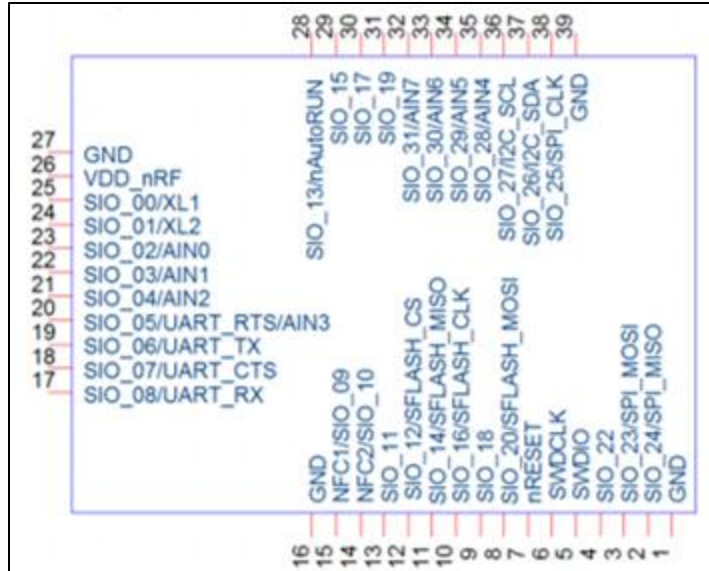 28
29
30
31
32
33
34
35
36
37
38
39
SIO_13/nAutoRUN
SIO_15
SIO_17
SIO_19
SIO_31/AIN7
SIO_30/AIN6
SIO_29/AIN5
SIO_28/AIN4
SIO_27/I2C_SCL
SIO_26/I2C_SDA
SIO_25/SPI_CLK
GND
27 GND
26 VDD_nRF
25 SIO_00/XL1
24 SIO_01/XL2
23 SIO_02/AIN0
22 SIO_03/AIN1
21 SIO_04/AIN2
20 SIO_05/UART_RTS/AIN3
19 SIO_06/UART_TX
18 SIO_07/UART_CTS
17 SIO_08/UART_RX
GND
NFC1/SIO_09
NFC2/SIO_10
SIO_11
SIO_12/SFLASH_CS
SIO_14/SFLASH_MISO
SIO_16/SFLASH_CLK
SIO_18
SIO_20/SFLASH_MOSI
nRESET
SWDCLK
SWDIO
SIO_22
SIO_23/SPI_MOSI
SIO_24/SPI_MISO
GND
16
15
14
13
12
11
10
9
8
7
6
5
4
3
2
1